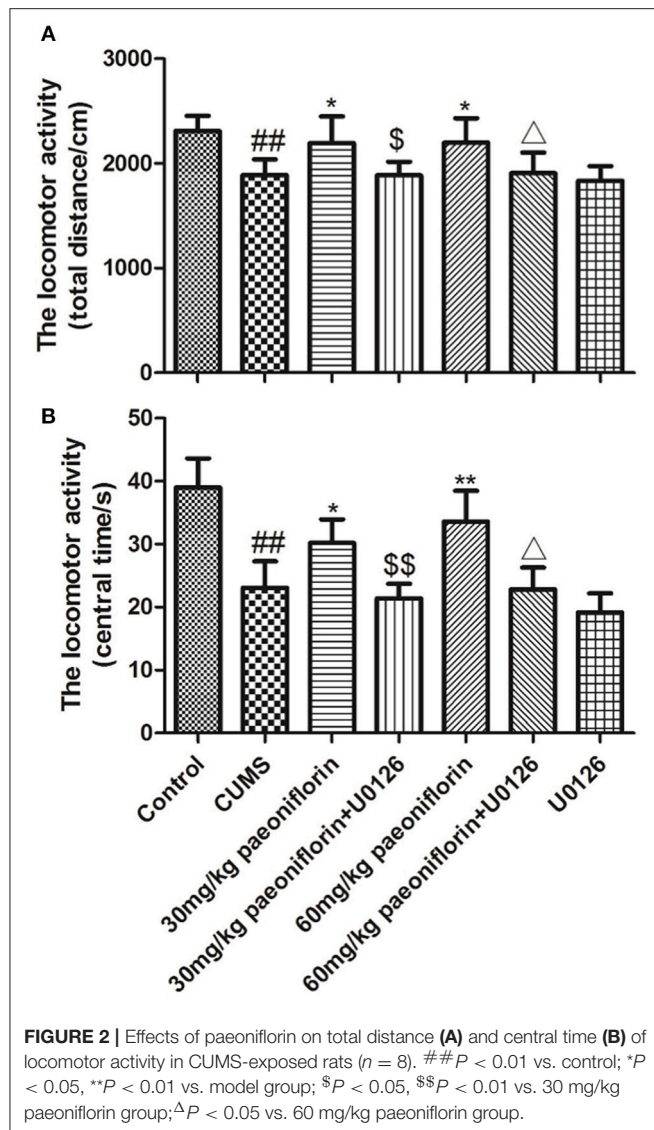 A
The locomotor activity
(total distance/cm)
3000
2000
1000
0
##
*
$
*
△
B
The locomotor activity
(central time/s)
50
40
30
20
10
0
##
*
$$
**
△
Control
CUMS
30mg/kg paeoniflorin
30mg/kg paeoniflorin+U0126
60mg/kg paeoniflorin
60mg/kg paeoniflorin+U0126
U0126
FIGURE 2 | Effects of paeoniflorin on total distance (A) and central time (B) of
locomotor activity in CUMS-exposed rats (n = 8). ##P < 0.01 vs. control; *P
< 0.05, **P < 0.01 vs. model group; $P < 0.05, $$P < 0.01 vs. 30 mg/kg
paeoniflorin group;ΔP < 0.05 vs. 60 mg/kg paeoniflorin group.